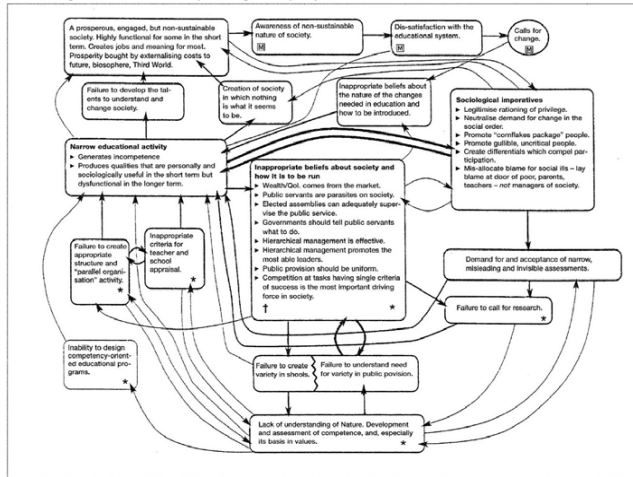 A prosperous, engaged, but non-sustainable
society. Highly functional for some in the short
term. Creates jobs and meaning for most.
Prosperity bought by externalising costs to
future, biosphere, Third World.
Awareness of non-sustainable
nature of society.
M
Dis-satisfaction with the
educational system.
M
Calls for
change.
M
Failure to develop the tal-
ents to understand and
change society.
Creation of society
in which nothing
is what it seems
to be.
Inappropriate beliefs about
the nature of the changes
needed in education and
how to be introduced.
Sociological imperatives
▸ Legitimise rationing of privilege.
▸ Neutralise demand for change in the
social order.
▸ Promote "cornflakes package" people.
▸ Promote gullible, uncritical people.
▸ Create differentials which compel par-
ticipation.
▸ Mis-allocate blame for social ills – lay
blame at door of poor, parents,
teachers – not managers of society.
Narrow educational activity
▸ Generates incompetence
▸ Produces qualities that are personally and
sociologically useful in the short term but
dysfunctional in the longer term.
Inappropriate beliefs about society and
how it is to be run
▸ Wealth/QoL comes from the market.
▸ Public servants are parasites on society.
▸ Elected assemblies can adequately super-
vise the public service.
▸ Governments should tell public servants
what to do.
▸ Hierarchical management is effective.
▸ Hierarchical management promotes the
most able leaders.
▸ Public provision should be uniform.
▸ Competition at tasks having single criteria
of success is the most important driving
force in society.
† *
Failure to create
appropriate
structure and
"parallel organi-
sation" activity.
*
Inappropriate
criteria for
teacher and
school
appraisal.
*
Demand for and acceptance of narrow,
misleading and invisible assessments.
Failure to call for research.
*
Inability to design
competency-orient-
ed educational pro-
grams.
*
Failure to create
variety in shools.
Failure to understand need
for variety in public povision.
Lack of understanding of Nature. Development
and assessment of competence, and, especially
its basis in values.
*